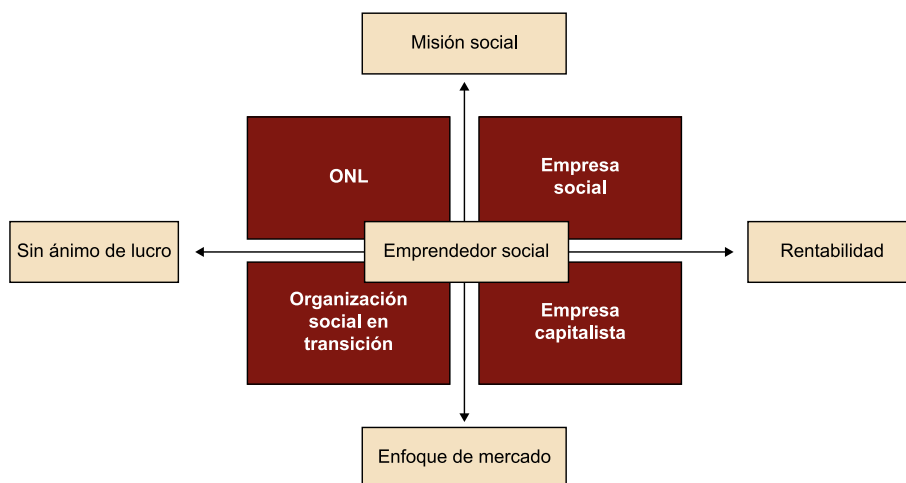 Misión social
ONL
Empresa
social
Sin ánimo de lucro
Emprendedor social
Rentabilidad
Organización
social en
transición
Empresa
capitalista
Enfoque de mercado